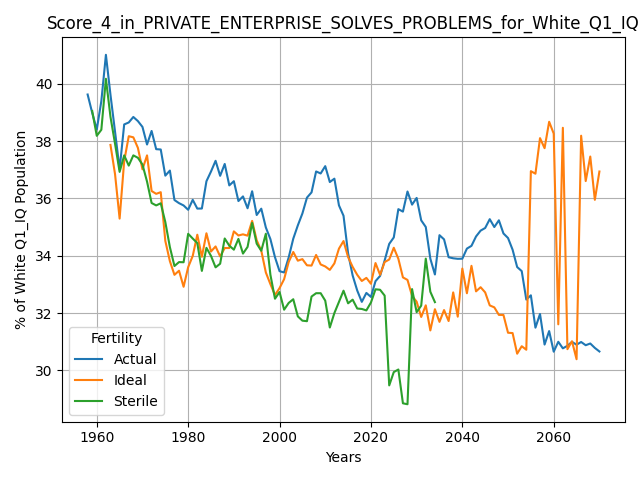 Score_4_in_PRIVATE_ENTERPRISE_SOLVES_PROBLEMS_for_White_Q1_IQ
% of White Q1_IQ Population
40
38
36
34
32
30
Fertility
Actual
Ideal
Sterile
1960
1980
2000
2020
2040
2060
Years